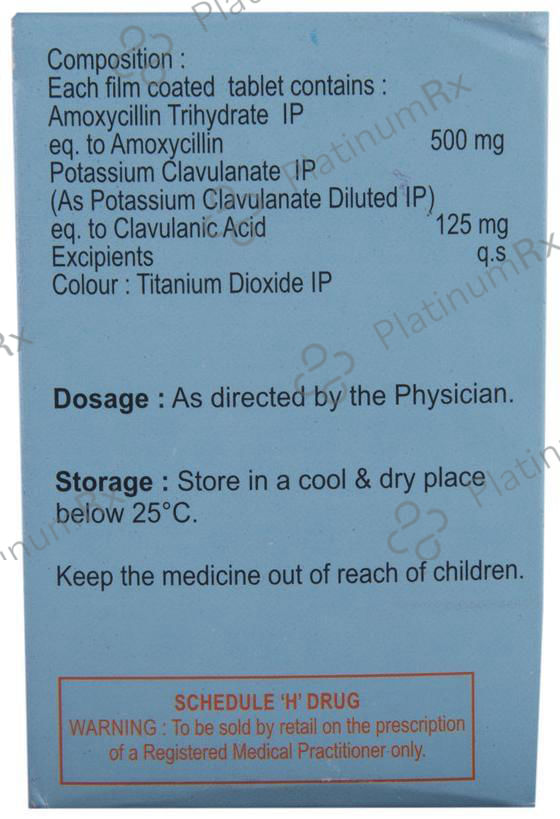 Composition :
Each film coated tablet contains :
Amoxycillin Trihydrate IP
eq. to Amoxycillin 500 mg
Potassium Clavulanate IP
(As Potassium Clavulanate Diluted IP)
eq. to Clavulanic Acid 125 mg
Excipients q.s
Colour : Titanium Dioxide IP
Dosage : As directed by the Physician.
Storage : Store in a cool & dry place
below 25°C.
Keep the medicine out of reach of children.
SCHEDULE ‘H’ DRUG
WARNING : To be sold by retail on the prescription
of a Registered Medical Practitioner only.
PlatinumRx
PlatinumRx